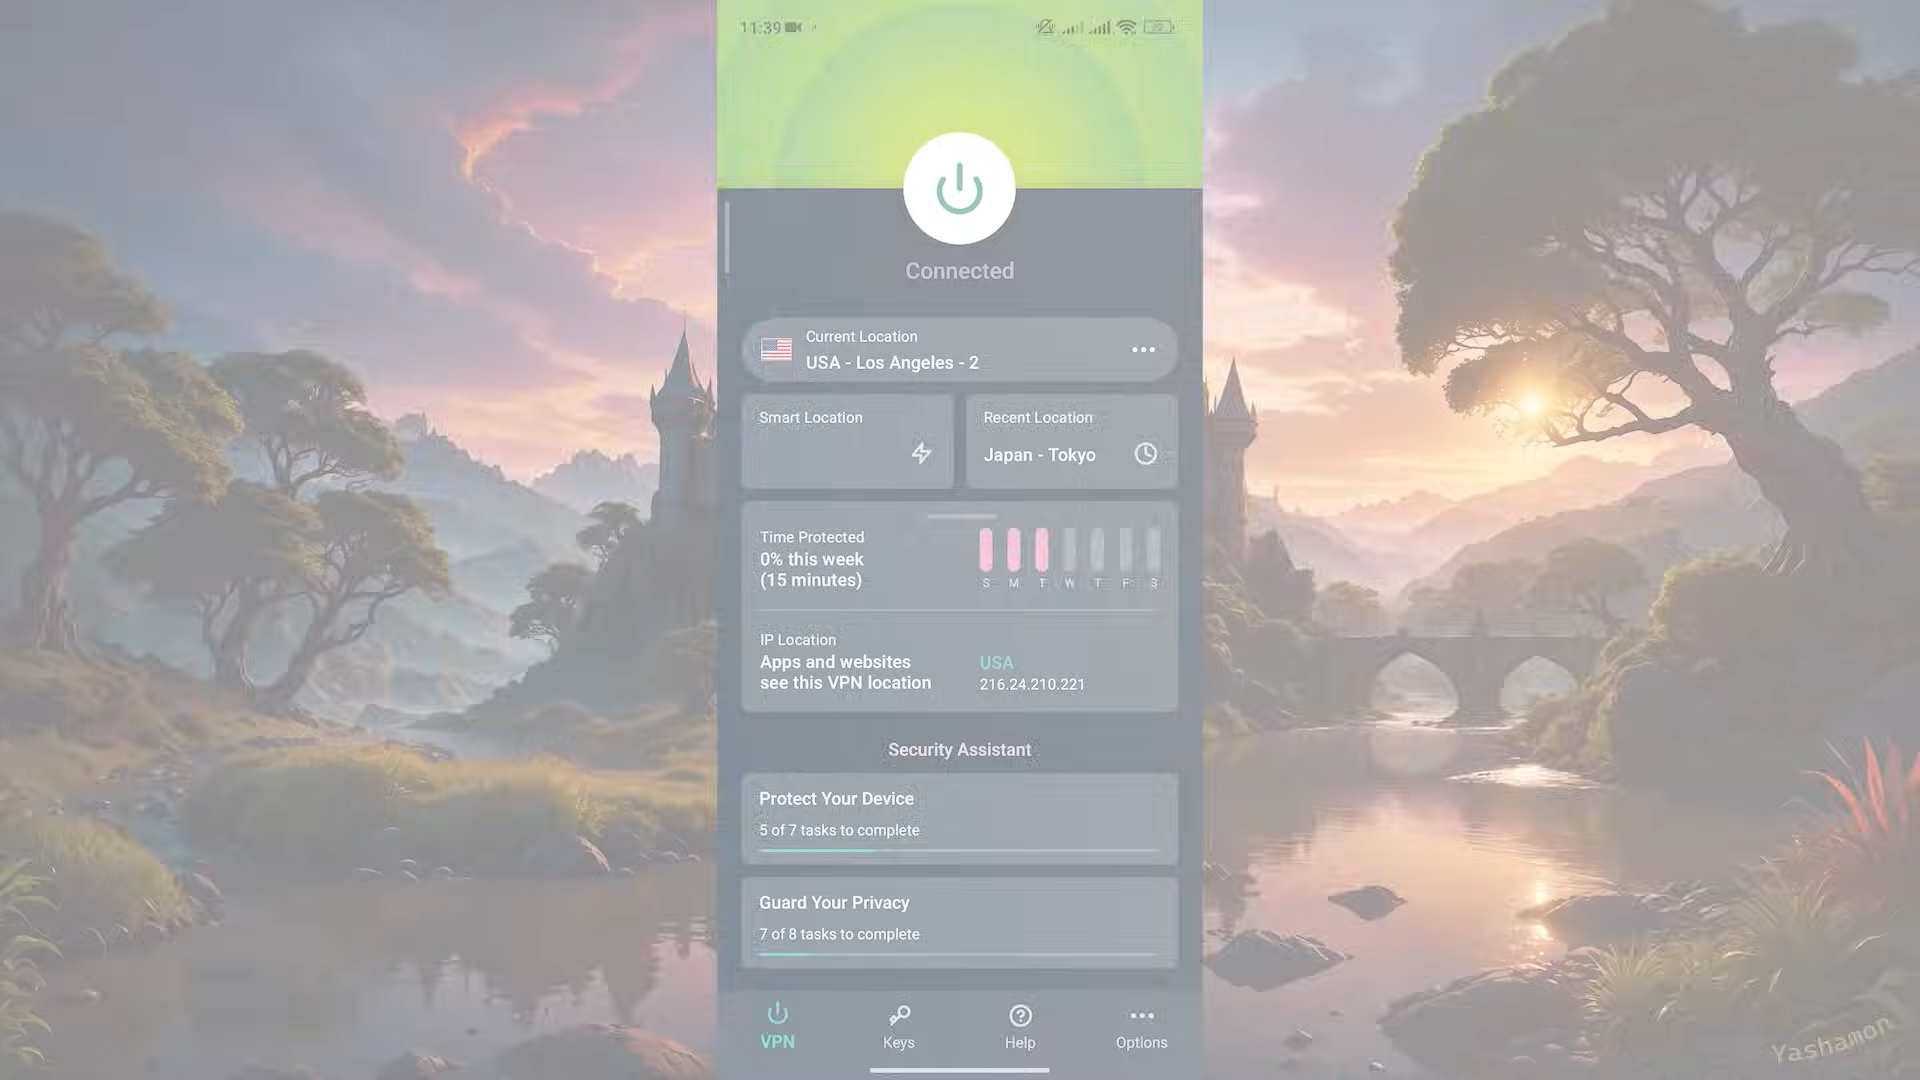 11:39
Connected
Current Location
USA - Los Angeles - 2
Smart Location
Recent Location
Japan - Tokyo
Time Protected
0% this week
(15 minutes)
S M T W T F S
IP Location
Apps and websites
see this VPN location
USA
216.24.210.221
Security Assistant
Protect Your Device
5 of 7 tasks to complete
Guard Your Privacy
7 of 8 tasks to complete
VPN
Keys
Help
Options
Yashamon